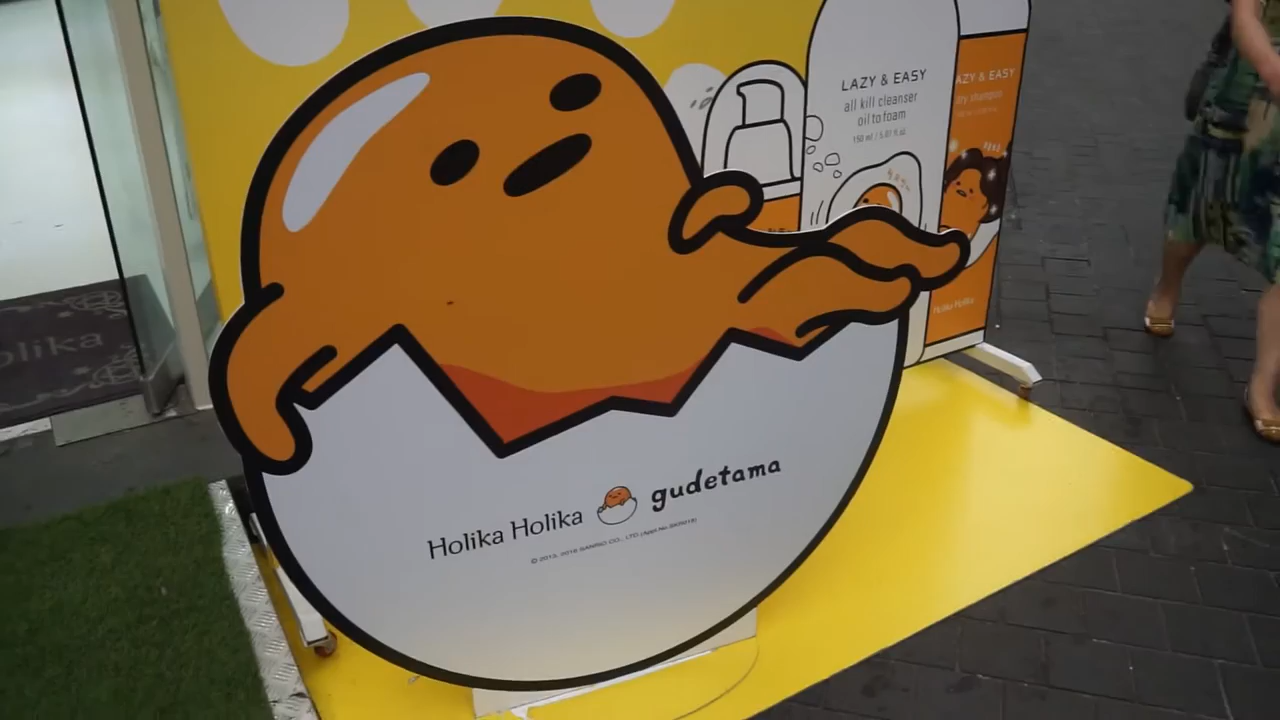 LAZY & EASY
all kill cleanser
oil to foam
150 ml / 5.07 fl.oz.
AZY & EASY
dry shampoo
Holika Holika
olika
Holika Holika gudetama
© 2013, 2016 SANRIO CO., LTD